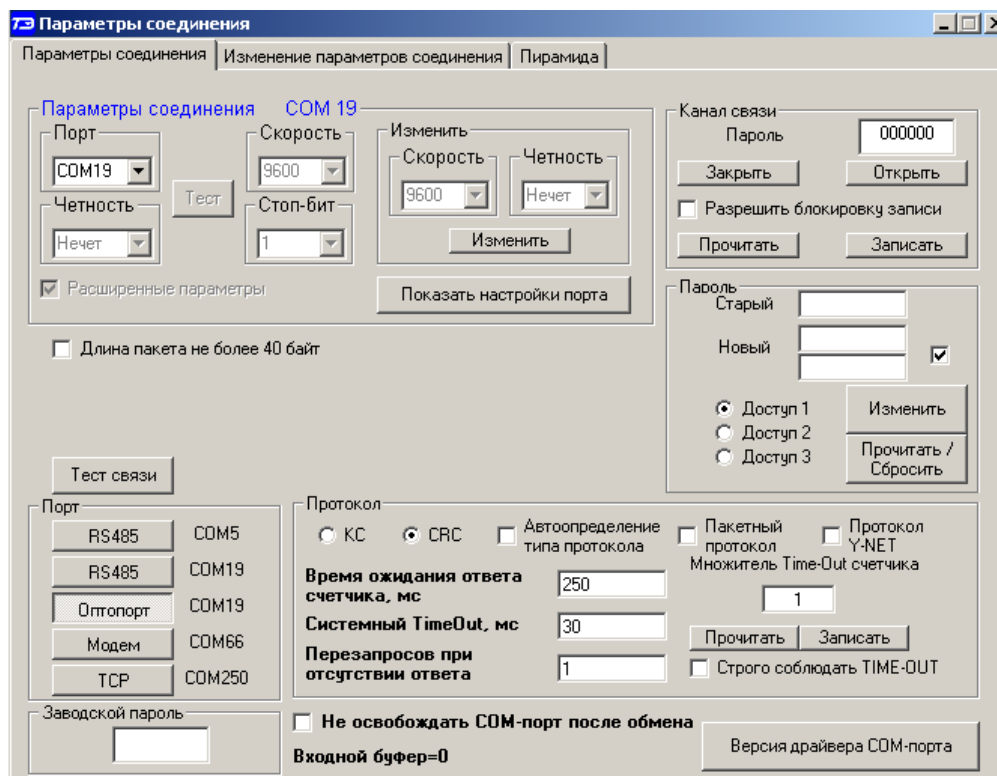 ТЭ Параметры соединения
Параметры соединения Изменение параметров соединения Пирамида
Параметры соединения COM 19
Порт
COM19
Скорость
9600
Четность
Нечет
Тест
Стоп-бит
1
Расширенные параметры
Изменить
Скорость
9600
Четность
Нечет
Изменить
Показать настройки порта
Канал связи
Пароль 000000
Закрыть Открыть
Разрешить блокировку записи
Прочитать Записать
Пароль
Старый
Новый
Доступ 1
Доступ 2
Доступ 3
Изменить
Прочитать /
Сбросить
Длина пакета не более 40 байт
Тест связи
Порт
RS485 COM5
RS485 COM19
Оптопорт COM19
Модем COM66
TCP COM250
Протокол
КС CRC
Автоопределение
типа протокола
Пакетный
протокол
Протокол
Y-NET
Время ожидания ответа
счетчика, мс
250
Системный TimeOut, мс 30
Перезапросов при
отсутствии ответа
1
Множитель Time-Out счетчика
1
Прочитать Записать
Строго соблюдать TIME-OUT
Заводской пароль
Не освобождать COM-порт после обмена
Входной буфер=0
Версия драйвера COM-порта